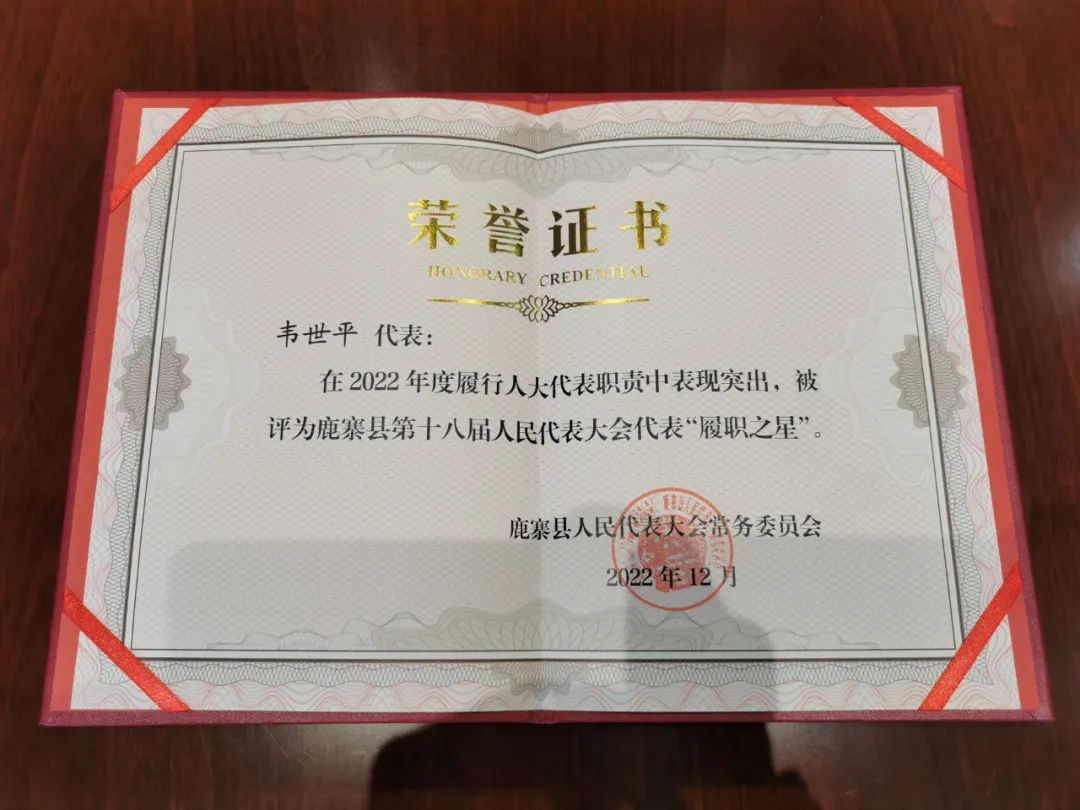 荣誉证书
HONORARY CREDENTIAL
韦世平 代表：
在 2022 年度履行人大代表职责中表现突出，被
评为鹿寨县第十八届人民代表大会代表“履职之星”。
鹿寨县人民代表大会常务委员会
2022 年 12 月